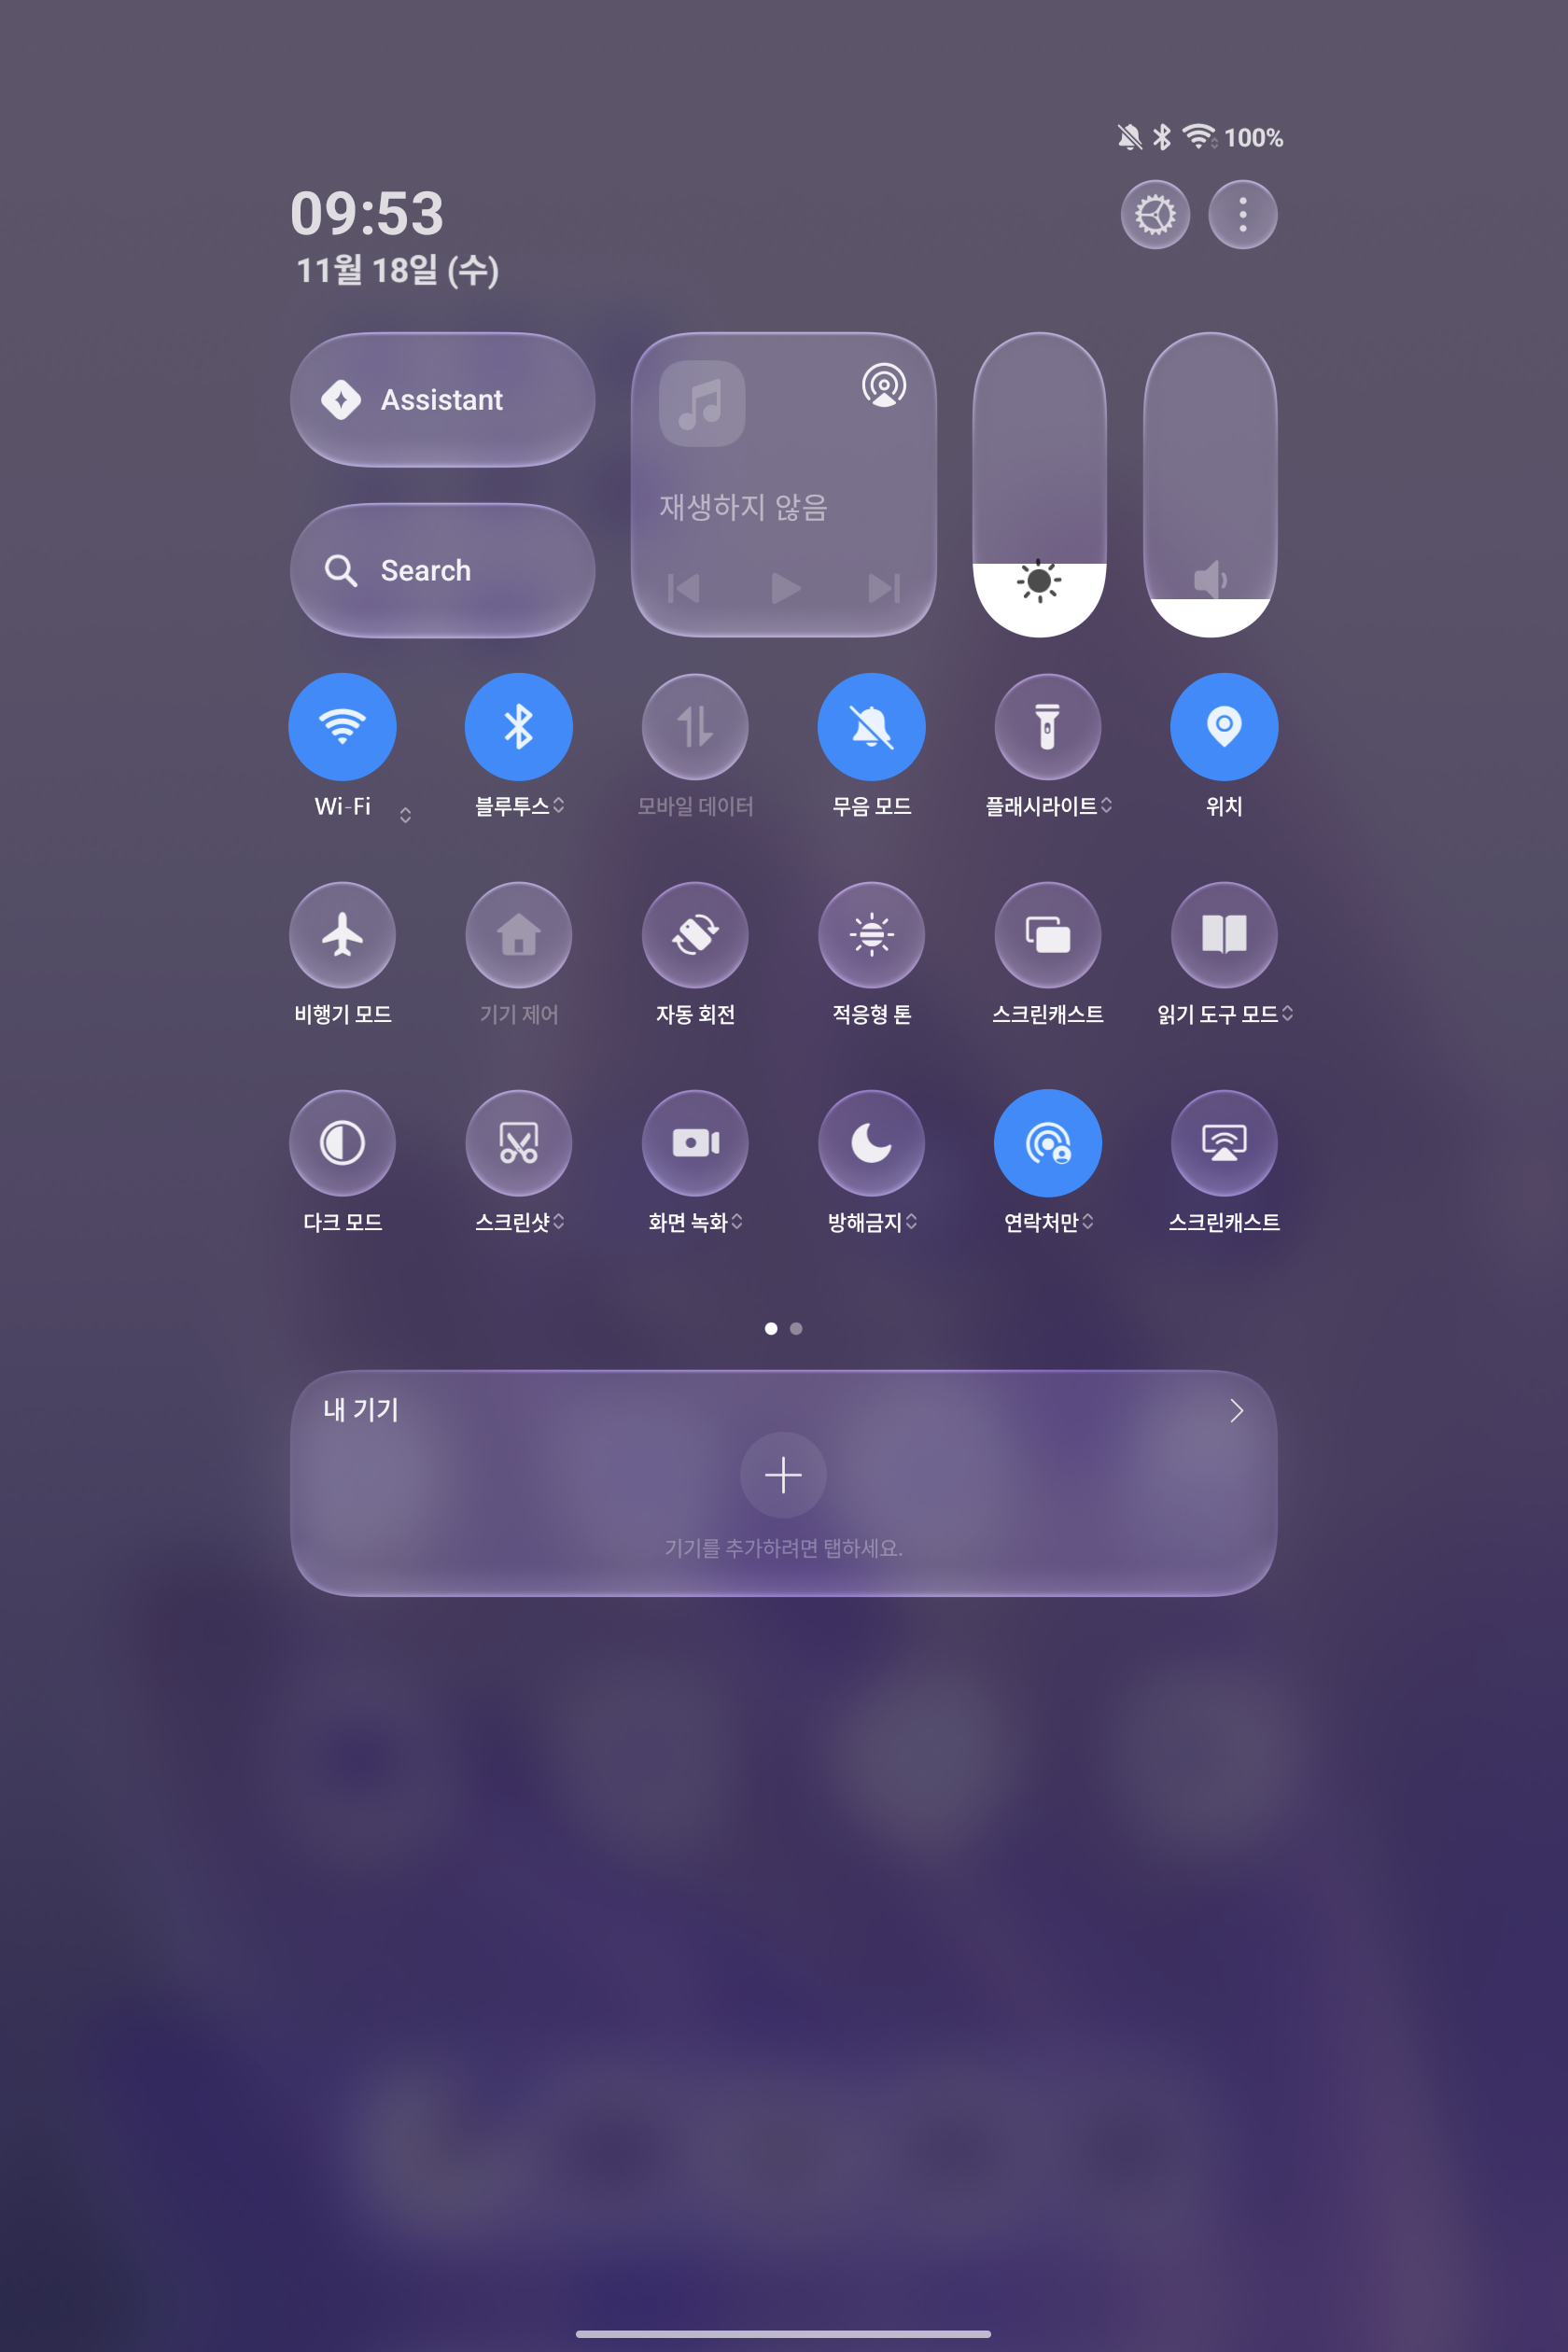 100%
09:53
11월 18일 (수)
Assistant
재생하지 않음
Search
Wi-Fi
블루투스
모바일 데이터
무음 모드
플래시라이트
위치
비행기 모드
기기 제어
자동 회전
적응형 톤
스크린캐스트
읽기 도구 모드
다크 모드
스크린샷
화면 녹화
방해금지
연락처만
스크린캐스트
내 기기
기기를 추가하려면 탭하세요.